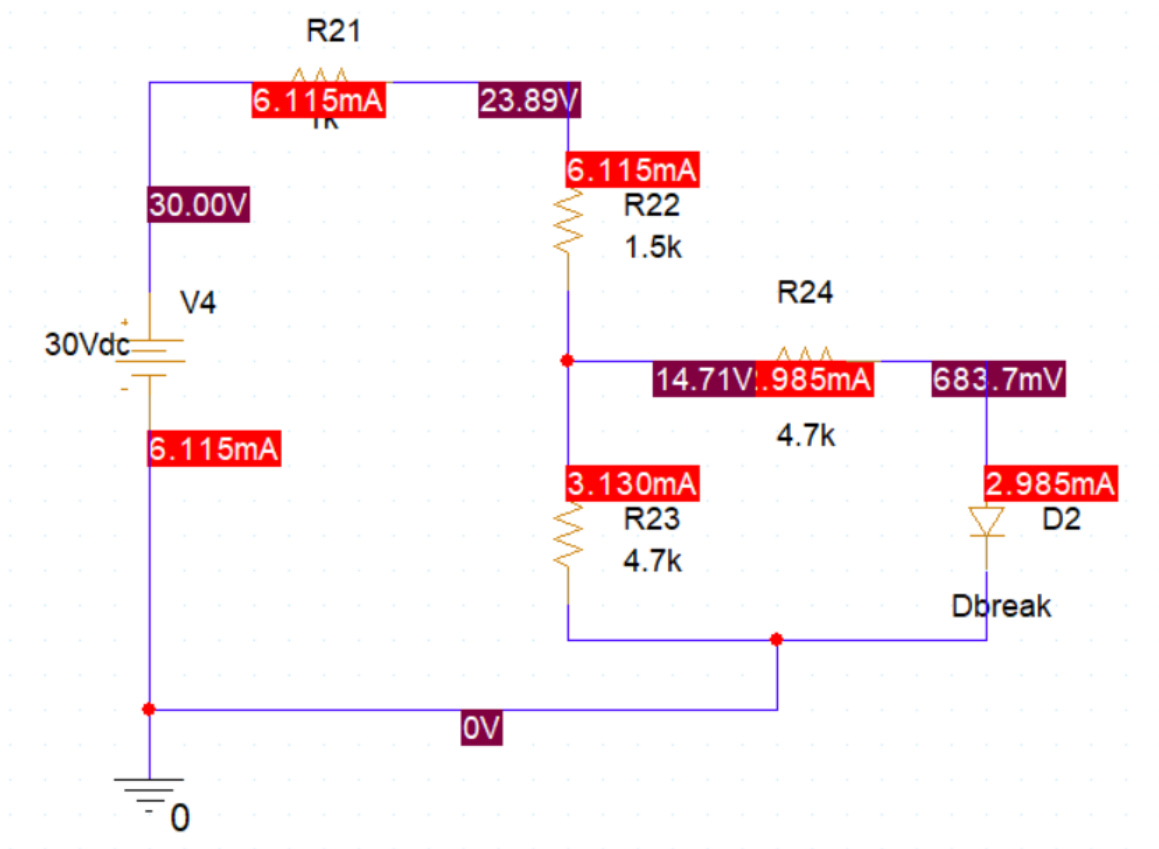 R21
6.115mA
1k
23.89V
6.115mA
R22
1.5k
30.00V
V4
30Vdc
+
-
R24
14.71V
.985mA
683.7mV
4.7k
6.115mA
3.130mA
R23
4.7k
2.985mA
D2
Dbreak
0V
0